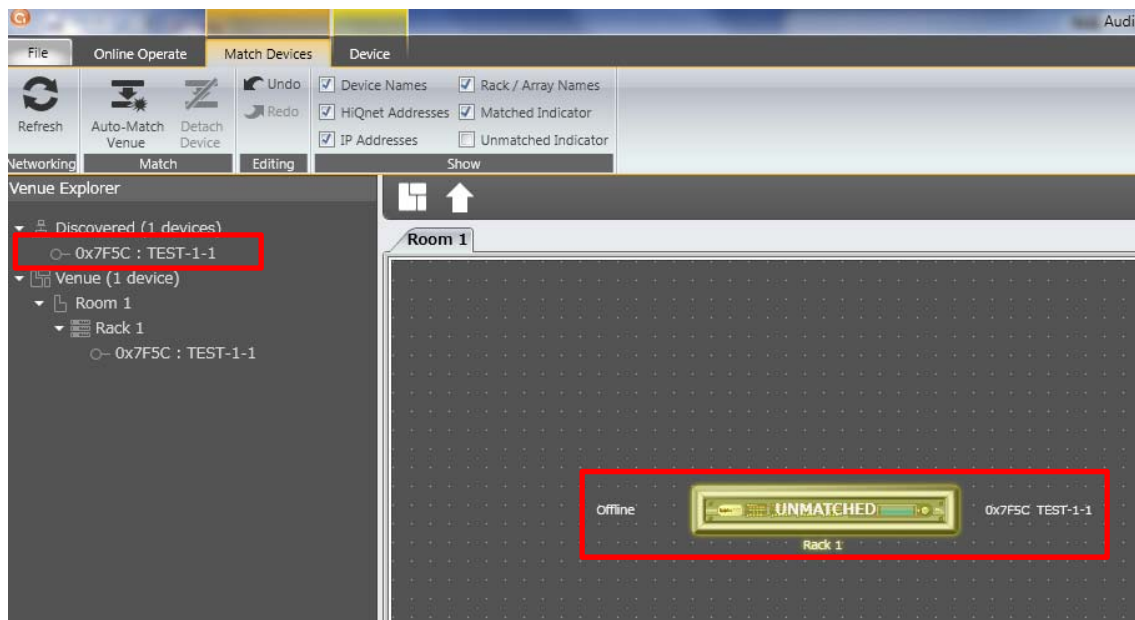 Audi
File Online Operate Match Devices Device
Refresh
Auto-Match Venue
Detach Device
Undo
Redo
Device Names
Rack / Array Names
HiQnet Addresses
Matched Indicator
IP Addresses
Unmatched Indicator
Networking Match Editing Show
Venue Explorer
Discovered (1 devices)
0x7F5C : TEST-1-1
Venue (1 device)
Room 1
Rack 1
0x7F5C : TEST-1-1
Room 1
Offline UNMATCHED 0x7F5C TEST-1-1
Rack 1